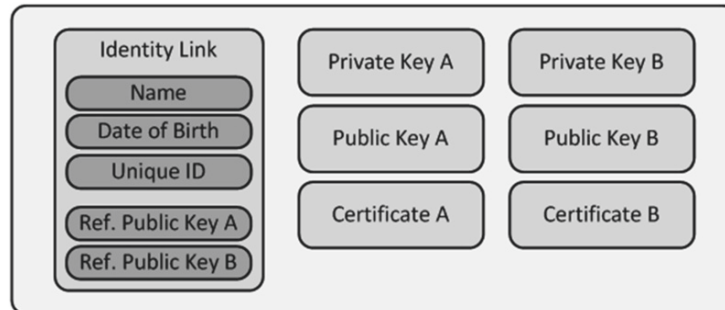 Identity Link
Name
Date of Birth
Unique ID
Ref. Public Key A
Ref. Public Key B
Private Key A
Public Key A
Certificate A
Private Key B
Public Key B
Certificate B